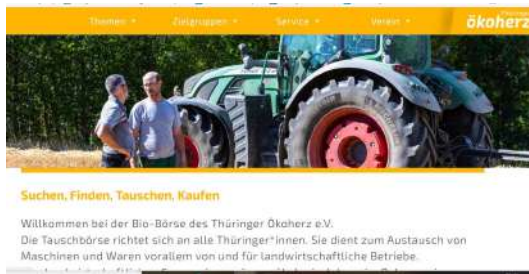 Themen Zielgruppen Service Verein Thüringer
ökoherz
Suchen, Finden, Tauschen, Kaufen
Willkommen bei der Bio-Börse des Thüringer Ökoherz e.V.
Die Tauschbörse richtet sich an alle Thüringer*innen. Sie dient zum Austausch von
Maschinen und Waren vorallem von und für landwirtschaftliche Betriebe.